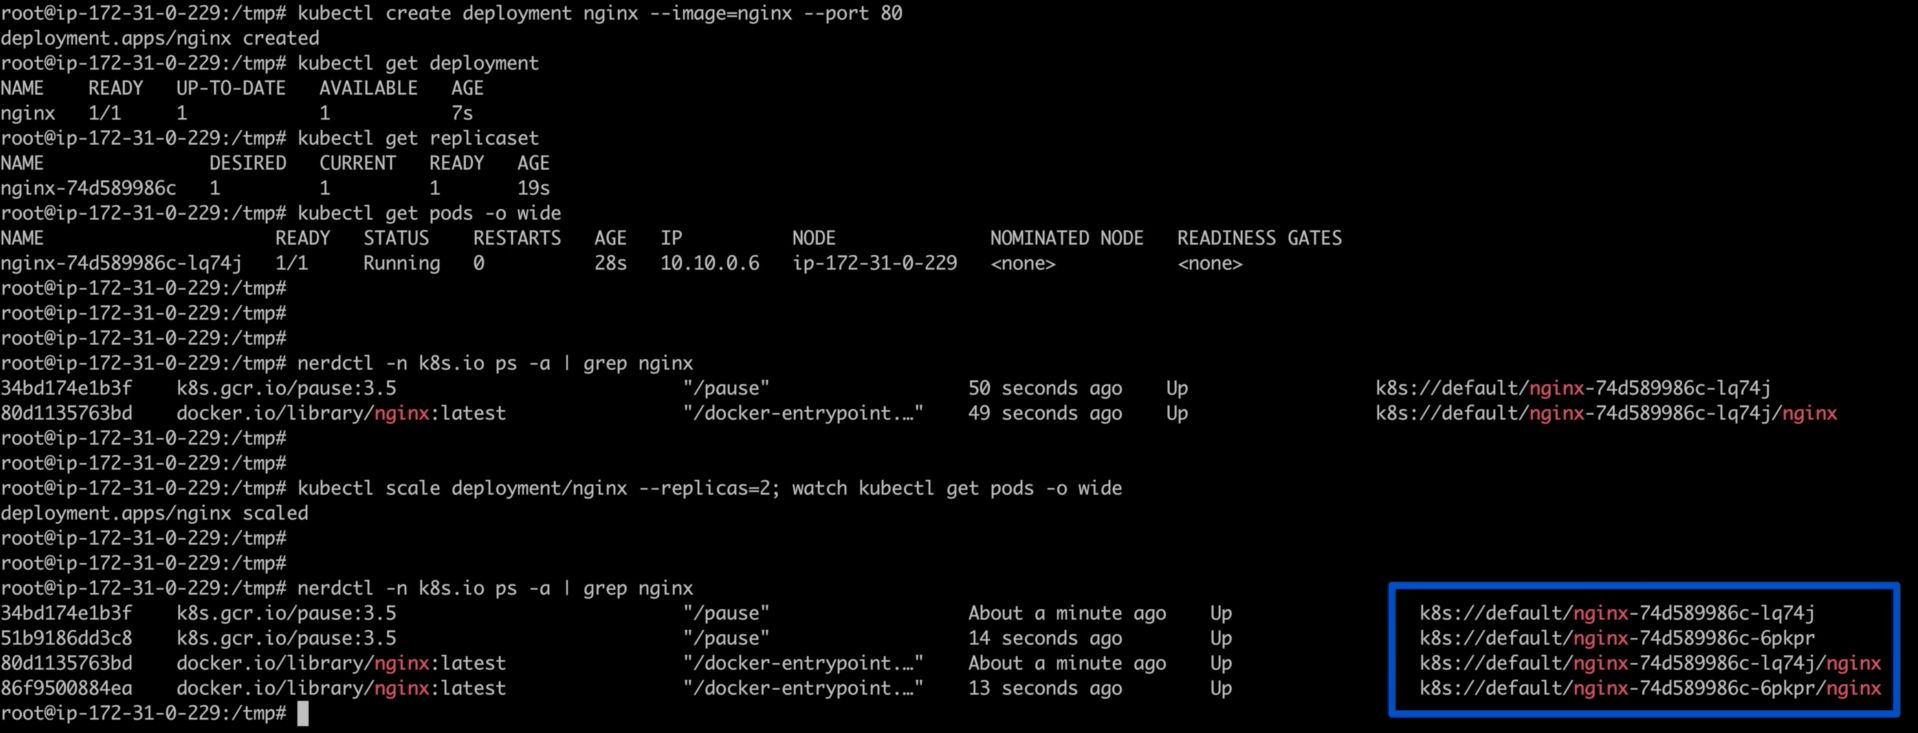 root@ip-172-31-0-229:/tmp# kubectl create deployment nginx --image=nginx --port 80
deployment.apps/nginx created
root@ip-172-31-0-229:/tmp# kubectl get deployment
NAME    READY   UP-TO-DATE   AVAILABLE   AGE
nginx   1/1     1            1           7s
root@ip-172-31-0-229:/tmp# kubectl get replicaset
NAME               DESIRED   CURRENT   READY   AGE
nginx-74d589986c   1         1         1       19s
root@ip-172-31-0-229:/tmp# kubectl get pods -o wide
NAME                     READY   STATUS    RESTARTS   AGE   IP          NODE              NOMINATED NODE   READINESS GATES
nginx-74d589986c-lq74j   1/1     Running   0          28s   10.10.0.6   ip-172-31-0-229   <none>           <none>
root@ip-172-31-0-229:/tmp#
root@ip-172-31-0-229:/tmp#
root@ip-172-31-0-229:/tmp#
root@ip-172-31-0-229:/tmp# nerdctl -n k8s.io ps -a | grep nginx
34bd174e1b3f    k8s.gcr.io/pause:3.5                          "/pause"                  50 seconds ago    Up                 k8s://default/nginx-74d589986c-lq74j
80d1135763bd    docker.io/library/nginx:latest                "/docker-entrypoint.…"    49 seconds ago    Up                 k8s://default/nginx-74d589986c-lq74j/nginx
root@ip-172-31-0-229:/tmp#
root@ip-172-31-0-229:/tmp#
root@ip-172-31-0-229:/tmp# kubectl scale deployment/nginx --replicas=2; watch kubectl get pods -o wide
deployment.apps/nginx scaled
root@ip-172-31-0-229:/tmp#
root@ip-172-31-0-229:/tmp#
root@ip-172-31-0-229:/tmp# nerdctl -n k8s.io ps -a | grep nginx
34bd174e1b3f    k8s.gcr.io/pause:3.5                          "/pause"                  About a minute ago    Up                 k8s://default/nginx-74d589986c-lq74j
51b9186dd3c8    k8s.gcr.io/pause:3.5                          "/pause"                  14 seconds ago        Up                 k8s://default/nginx-74d589986c-6pkpr
80d1135763bd    docker.io/library/nginx:latest                "/docker-entrypoint.…"    About a minute ago    Up                 k8s://default/nginx-74d589986c-lq74j/nginx
86f9500884ea    docker.io/library/nginx:latest                "/docker-entrypoint.…"    13 seconds ago        Up                 k8s://default/nginx-74d589986c-6pkpr/nginx
root@ip-172-31-0-229:/tmp#